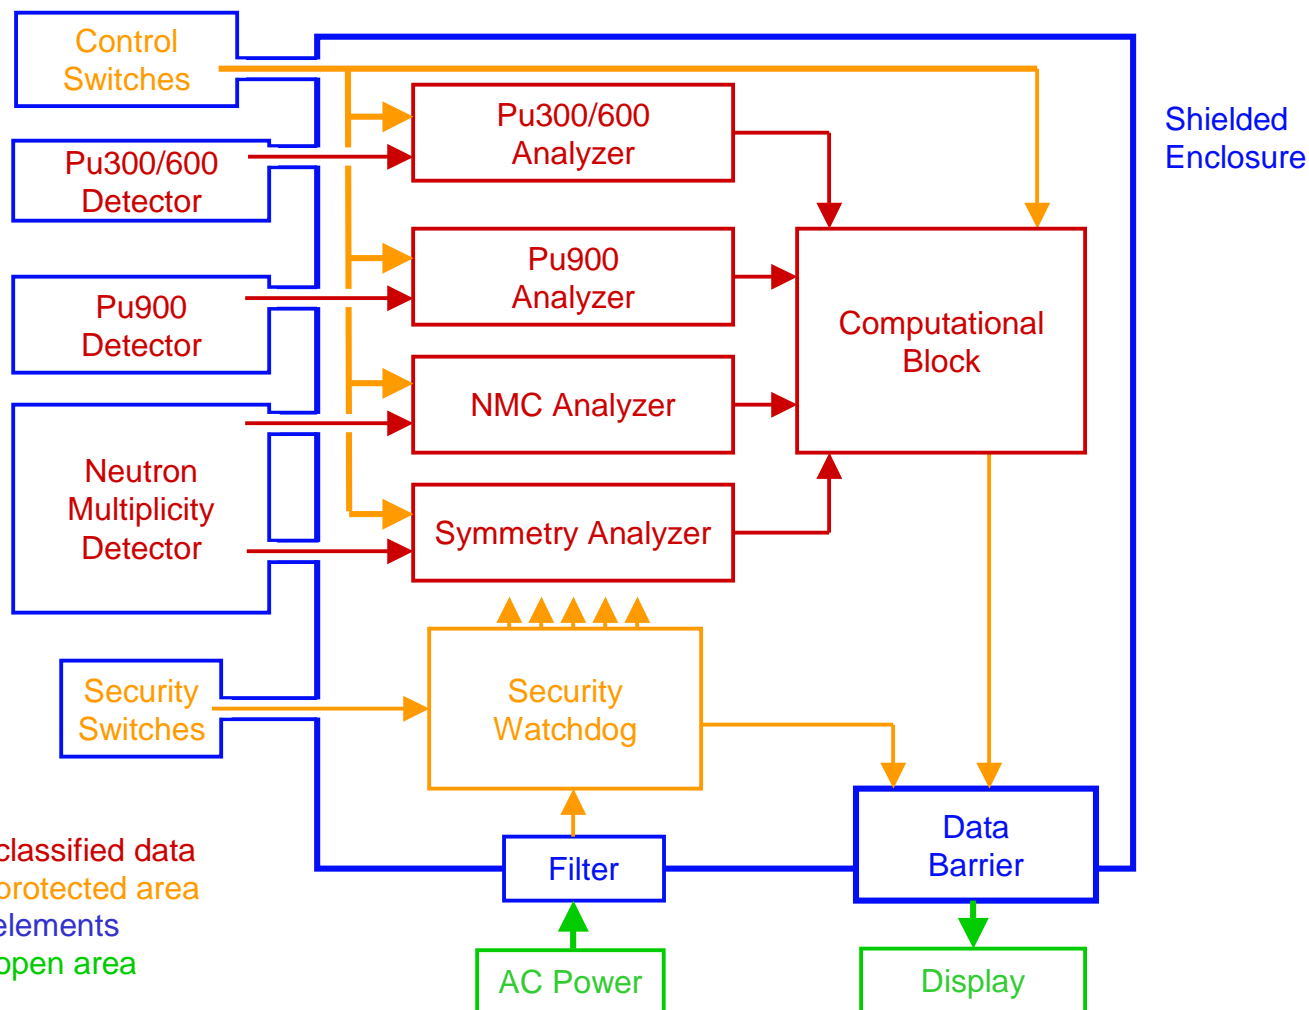 Control
Switches
Pu300/600
Analyzer
Shielded
Enclosure
Pu300/600
Detector
Pu900
Analyzer
Pu900
Detector
Computational
Block
NMC Analyzer
Neutron
Multiplicity
Detector
Symmetry Analyzer
Security
Switches
Security
Watchdog
Data
Barrier
Filter
classified data
protected area
elements
open area
AC Power
Display